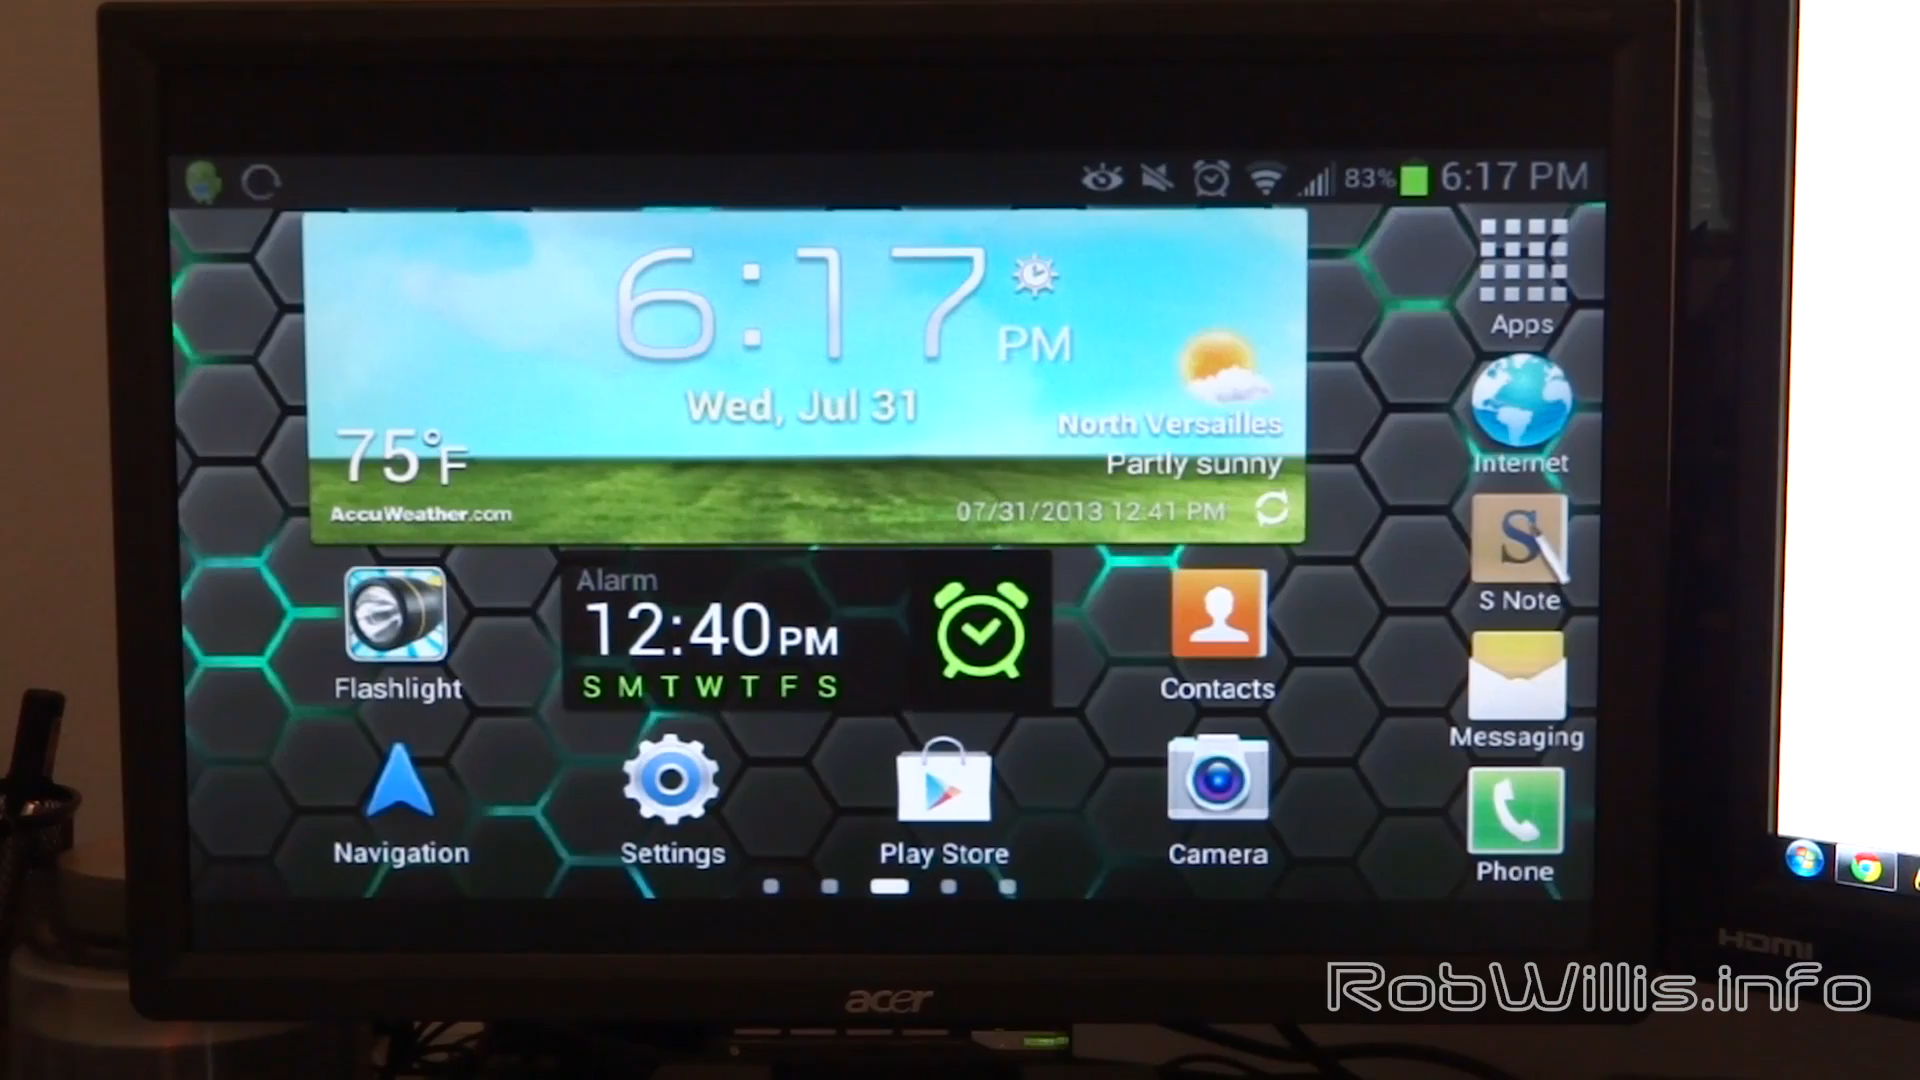 83% 6:17 PM
6:17 PM
Wed, Jul 31
75°F
North Versailles
Partly sunny
AccuWeather.com
07/31/2013 12:41 PM
Apps
Internet
S
S Note
Alarm
12:40 PM
S M T W T F S
Flashlight
Contacts
Messaging
Navigation
Settings
Play Store
Camera
Phone
HDMI
acer
RobWillis.info